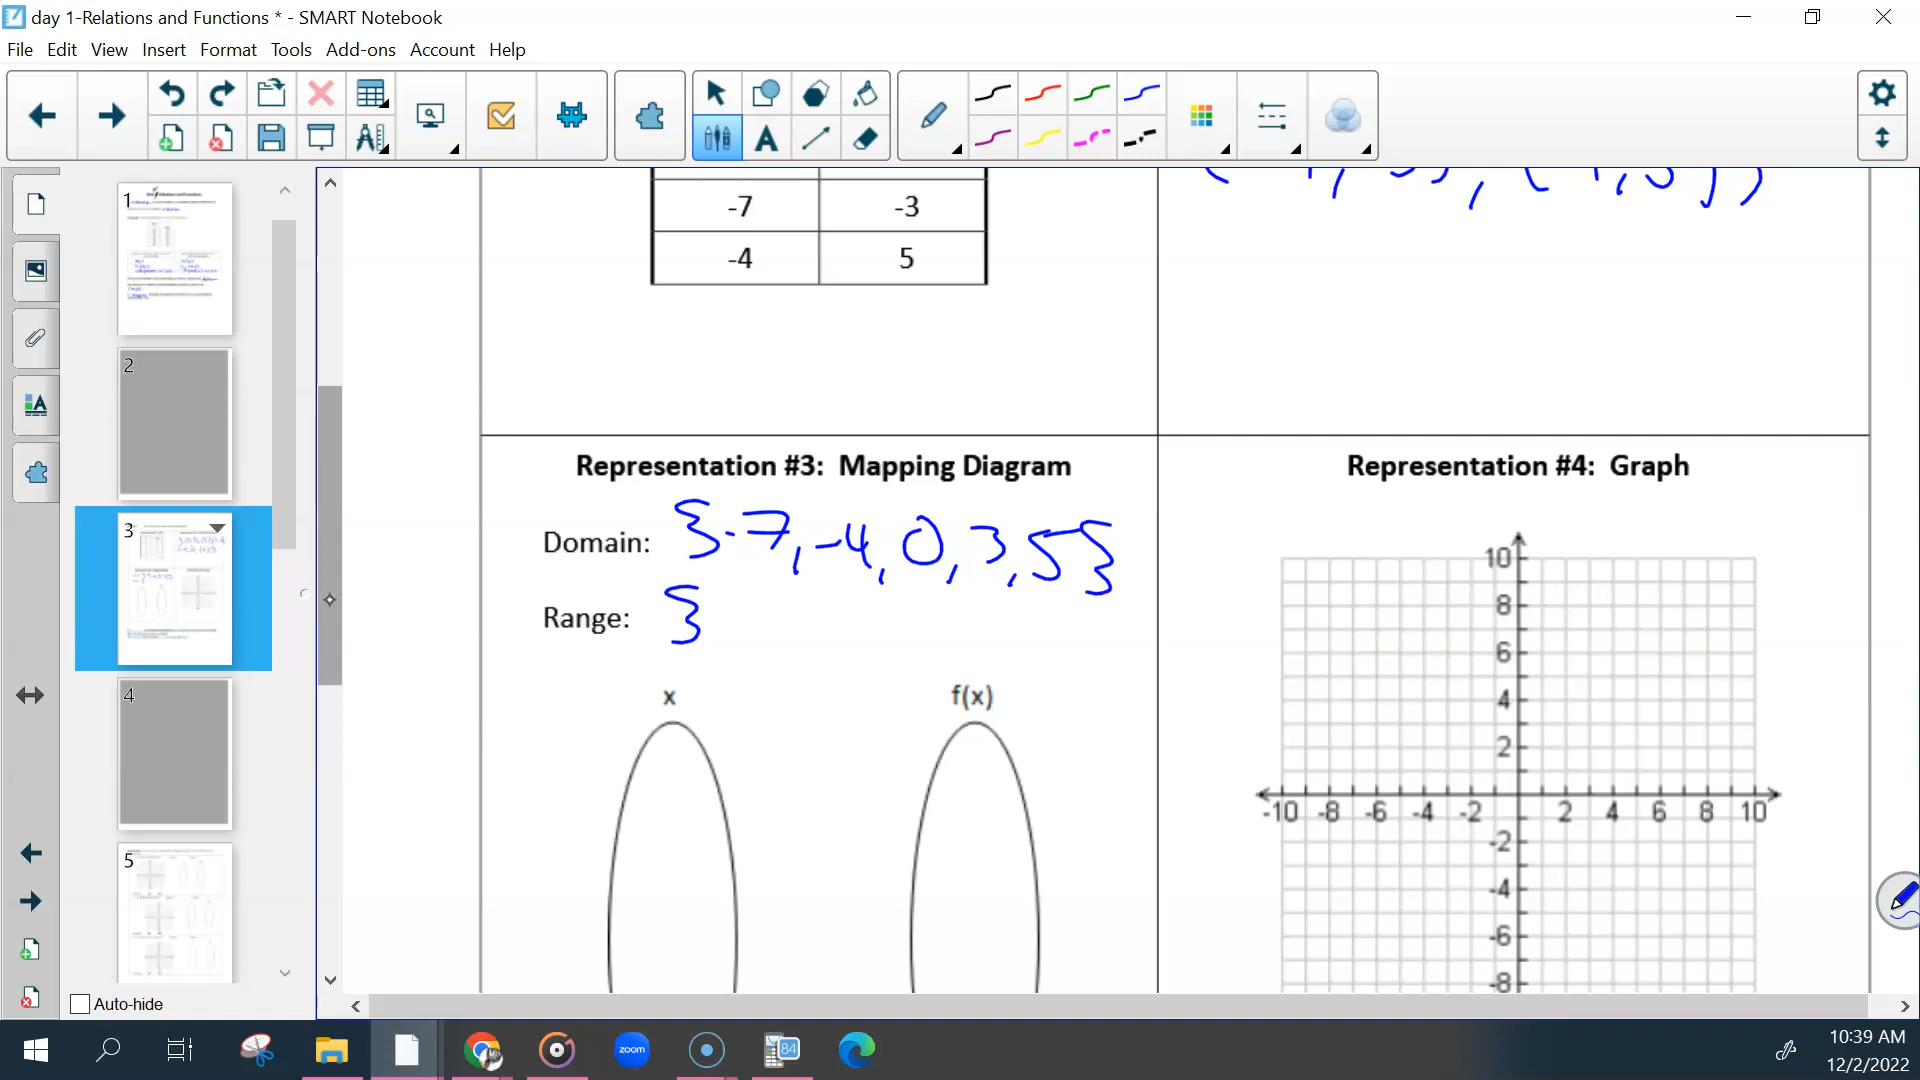 day 1-Relations and Functions * - SMART Notebook
File Edit View Insert Format Tools Add-ons Account Help
1
2
3
4
5
Auto-hide
-7 -3
-4 5
Representation #3: Mapping Diagram
Domain: {-7, -4, 0, 3, 5}
Range: {
x f(x)
Representation #4: Graph
10
8
6
4
2
-10 -8 -6 -4 -2 2 4 6 8 10
-2
-4
-6
-8
zoom
84
10:39 AM
12/2/2022